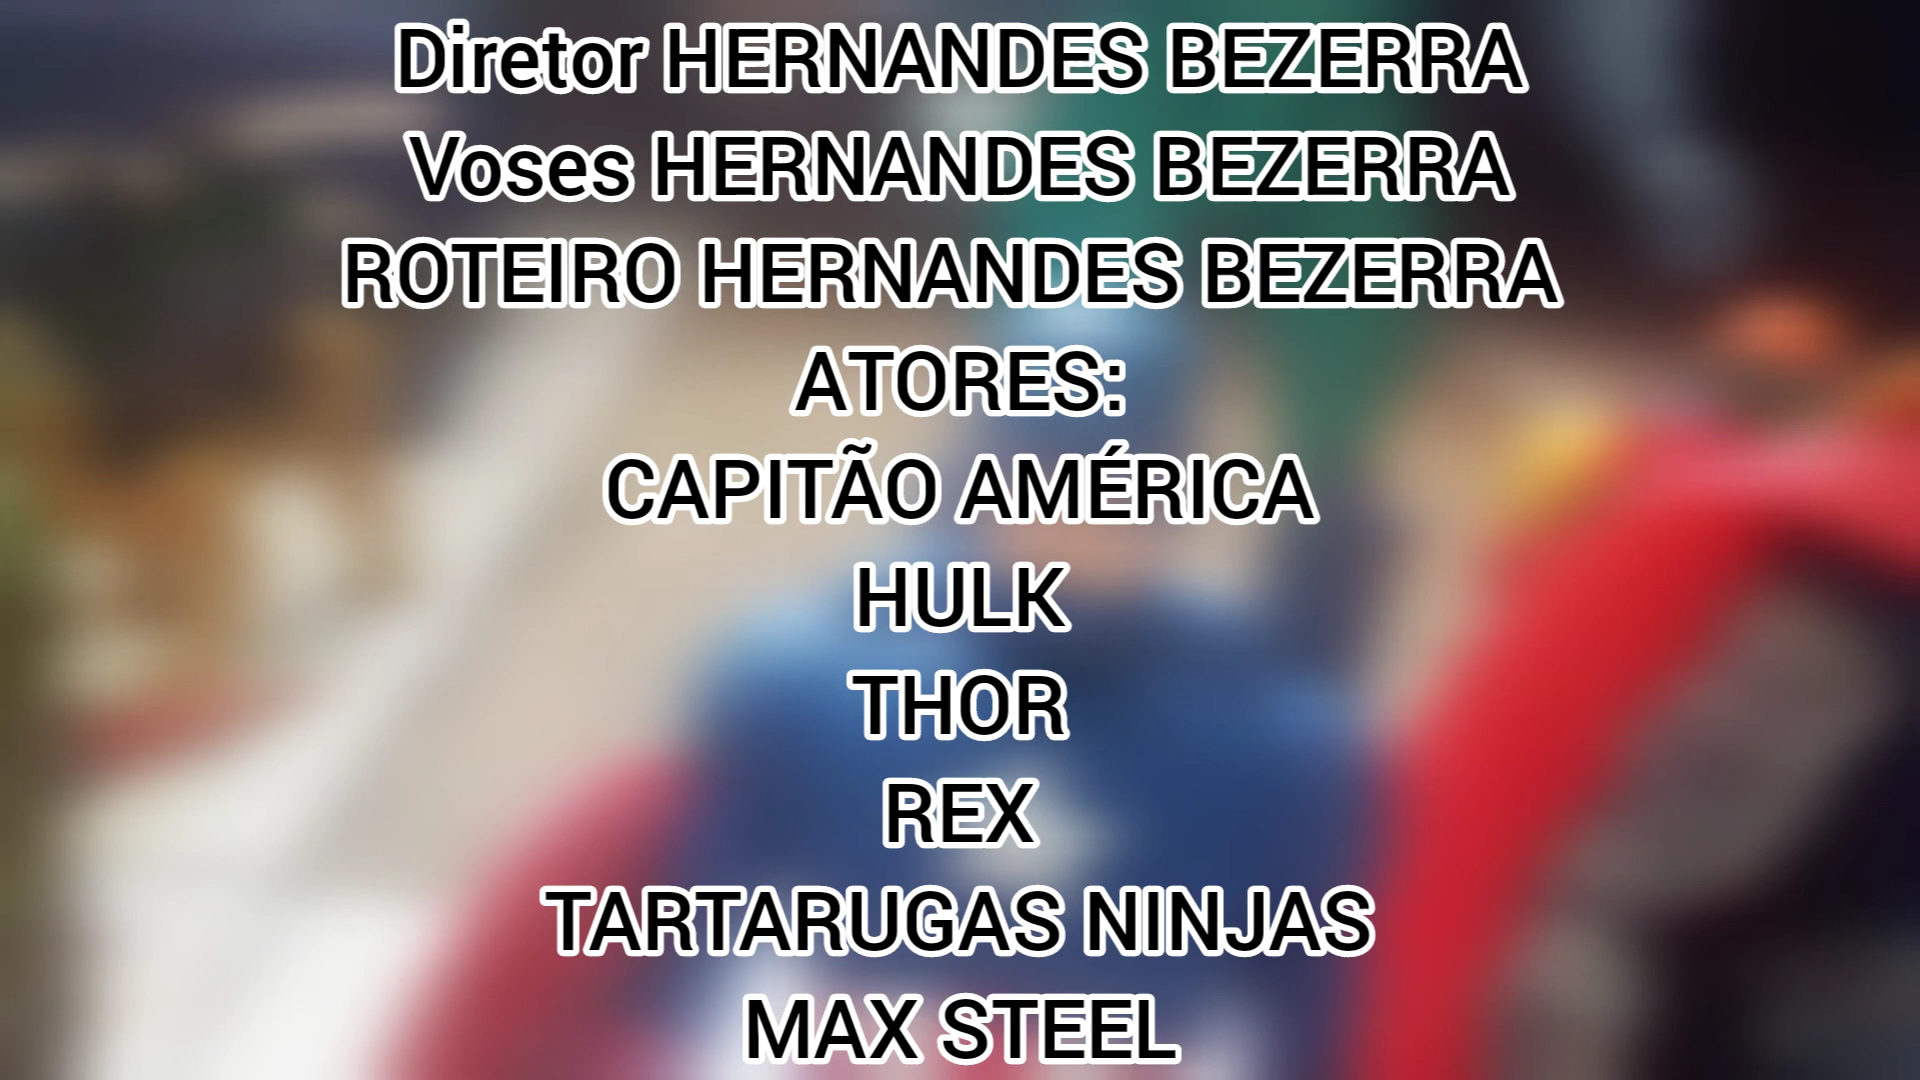 Diretor HERNANDES BEZERRA
Voses HERNANDES BEZERRA
ROTEIRO HERNANDES BEZERRA
ATORES:
CAPITÃO AMÉRICA
HULK
THOR
REX
TARTARUGAS NINJAS
MAX STEEL